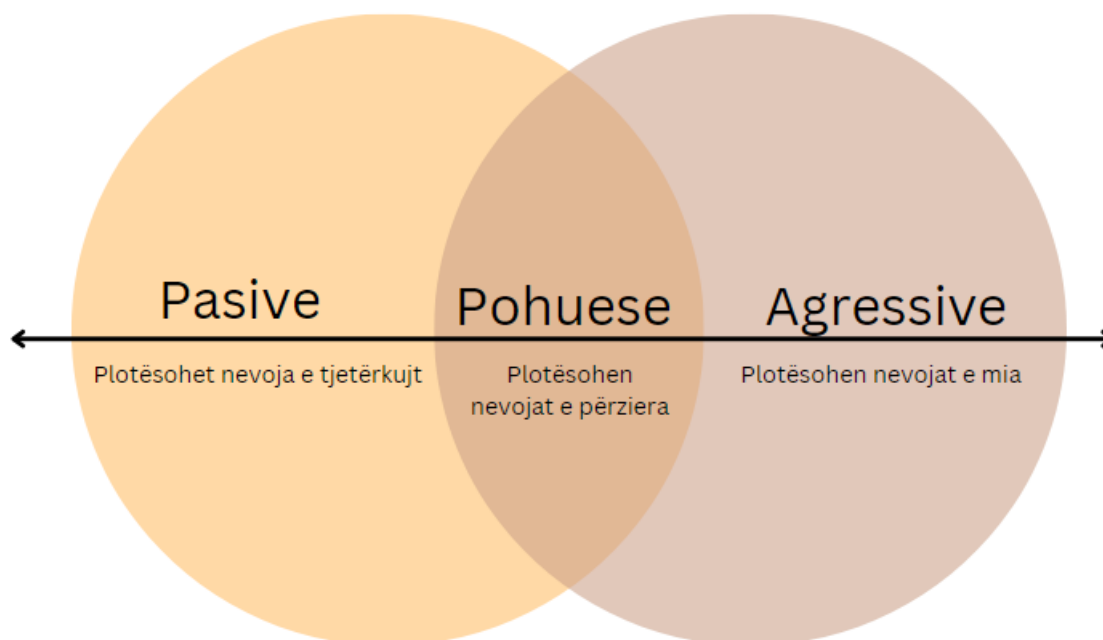 Pasive
Pohuese
Agressive
Plotësohet nevoja e tjetërkujt
Plotësohen
nevojat e përziera
Plotësohen nevojat e mia